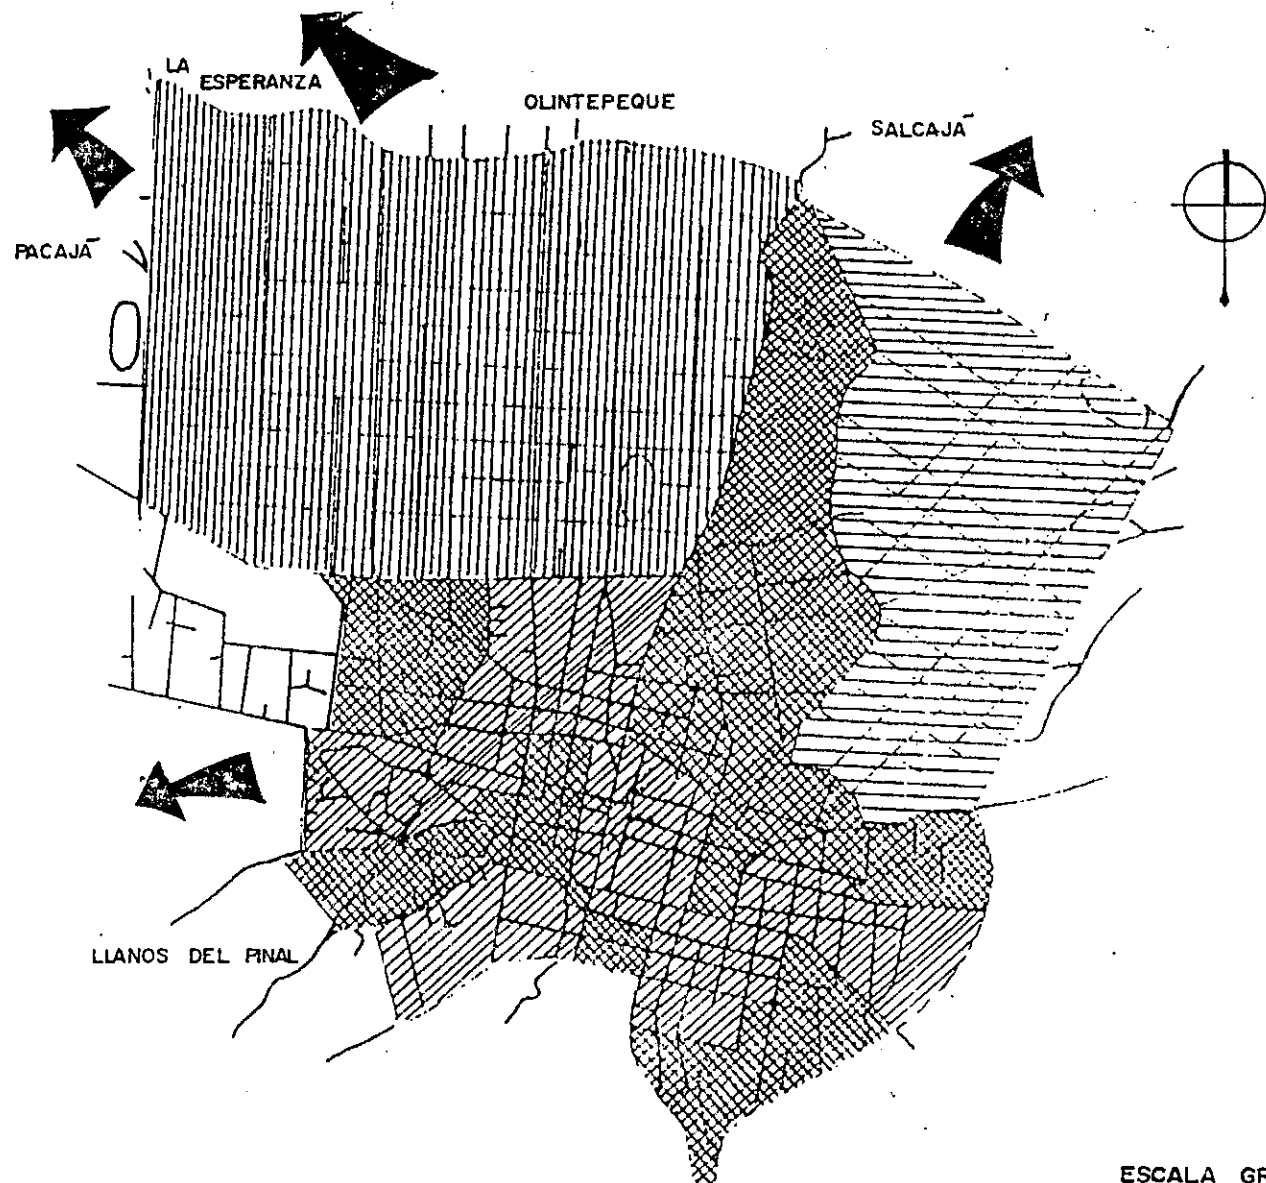 LA
ESPERANZA
OLINTEPEQUE
SALCAJA
PACAJA
LLANOS DEL PINAL
ESCALA GR